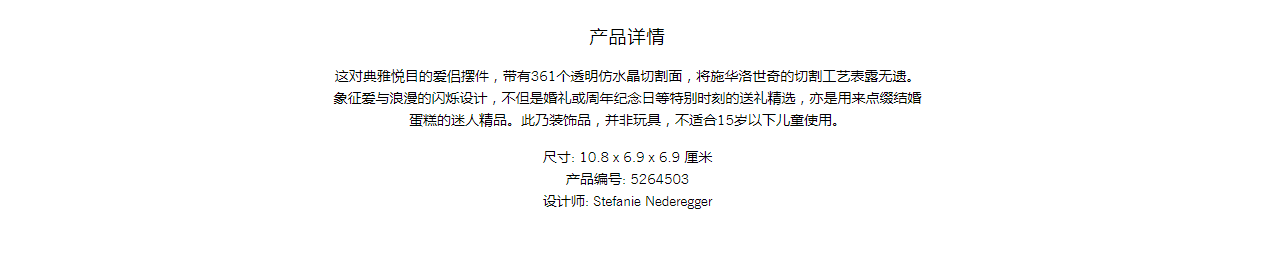 产品详情
这对典雅悦目的爱侣摆件，带有361个透明仿水晶切割面，将施华洛世奇的切割工艺表露无遗。
象征爱与浪漫的闪烁设计，不但是婚礼或周年纪念日等特别时刻的送礼精选，亦是用来点缀结婚
蛋糕的迷人精品。此乃装饰品，并非玩具，不适合15岁以下儿童使用。
尺寸: 10.8 x 6.9 x 6.9 厘米
产品编号: 5264503
设计师: Stefanie Nederegger